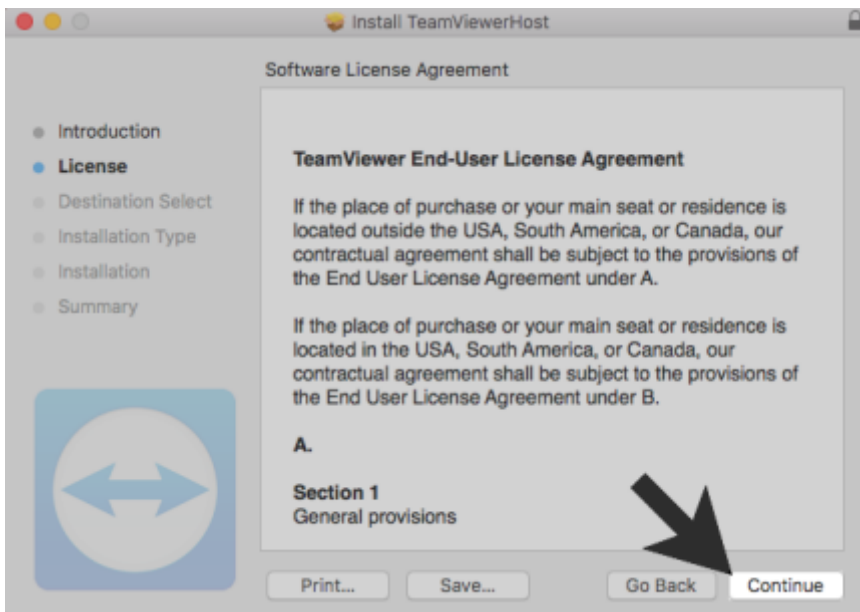 Install TeamViewerHost
Software License Agreement
Introduction
License
Destination Select
Installation Type
Installation
Summary
TeamViewer End-User License Agreement
If the place of purchase or your main seat or residence is
located outside the USA, South America, or Canada, our
contractual agreement shall be subject to the provisions of
the End User License Agreement under A.
If the place of purchase or your main seat or residence is
located in the USA, South America, or Canada, our
contractual agreement shall be subject to the provisions of
the End User License Agreement under B.
A.
Section 1
General provisions
Print...
Save...
Go Back
Continue